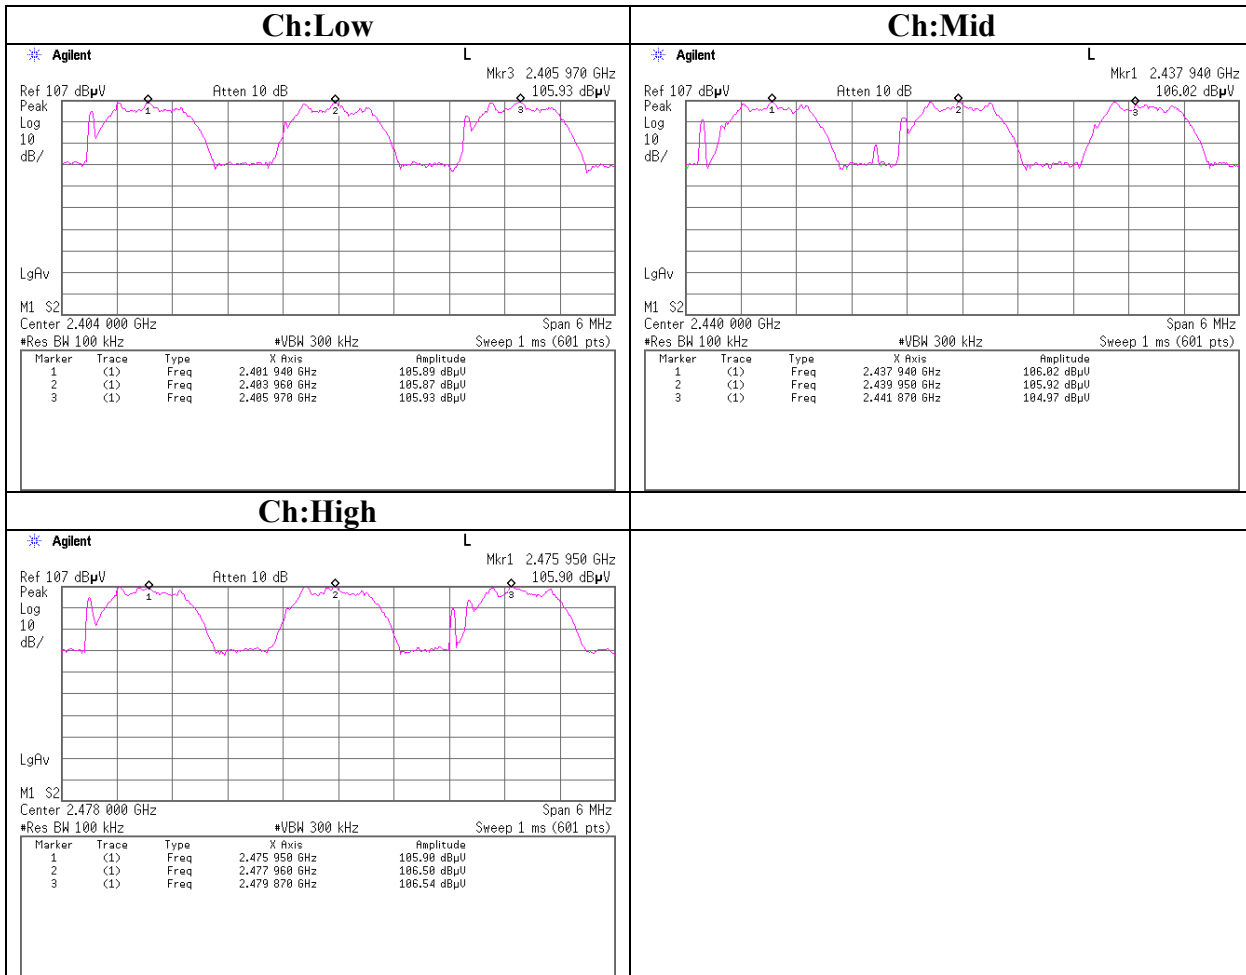 Ch:Low
Agilent L
Mkr3 2.405 970 GHz
Ref 107 dBµV Atten 10 dB 105.93 dBµV
Peak
Log
10
dB/
1 2 3
LgAv
M1 S2
Center 2.404 000 GHz Span 6 MHz
#Res BW 100 kHz #VBW 300 kHz Sweep 1 ms (601 pts)
Marker Trace Type X Axis Amplitude
1 (1) Freq 2.401 940 GHz 105.89 dBµV
2 (1) Freq 2.403 960 GHz 105.87 dBµV
3 (1) Freq 2.405 970 GHz 105.93 dBµV
Ch:Mid
Agilent L
Mkr1 2.437 940 GHz
Ref 107 dBµV Atten 10 dB 106.02 dBµV
Peak
Log
10
dB/
1 2 3
LgAv
M1 S2
Center 2.440 000 GHz Span 6 MHz
#Res BW 100 kHz #VBW 300 kHz Sweep 1 ms (601 pts)
Marker Trace Type X Axis Amplitude
1 (1) Freq 2.437 940 GHz 106.02 dBµV
2 (1) Freq 2.439 950 GHz 105.92 dBµV
3 (1) Freq 2.441 870 GHz 104.97 dBµV
Ch:High
Agilent L
Mkr1 2.475 950 GHz
Ref 107 dBµV Atten 10 dB 105.90 dBµV
Peak
Log
10
dB/
1 2 3
LgAv
M1 S2
Center 2.478 000 GHz Span 6 MHz
#Res BW 100 kHz #VBW 300 kHz Sweep 1 ms (601 pts)
Marker Trace Type X Axis Amplitude
1 (1) Freq 2.475 950 GHz 105.90 dBµV
2 (1) Freq 2.477 960 GHz 106.50 dBµV
3 (1) Freq 2.479 870 GHz 106.54 dBµV